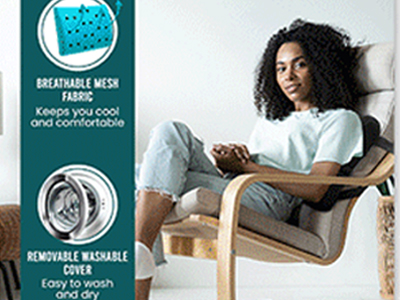 BREATHABLE MESH
FABRIC
Keeps you cool
and comfortable
REMOVABLE WASHABLE
COVER
Easy to wash
and dry